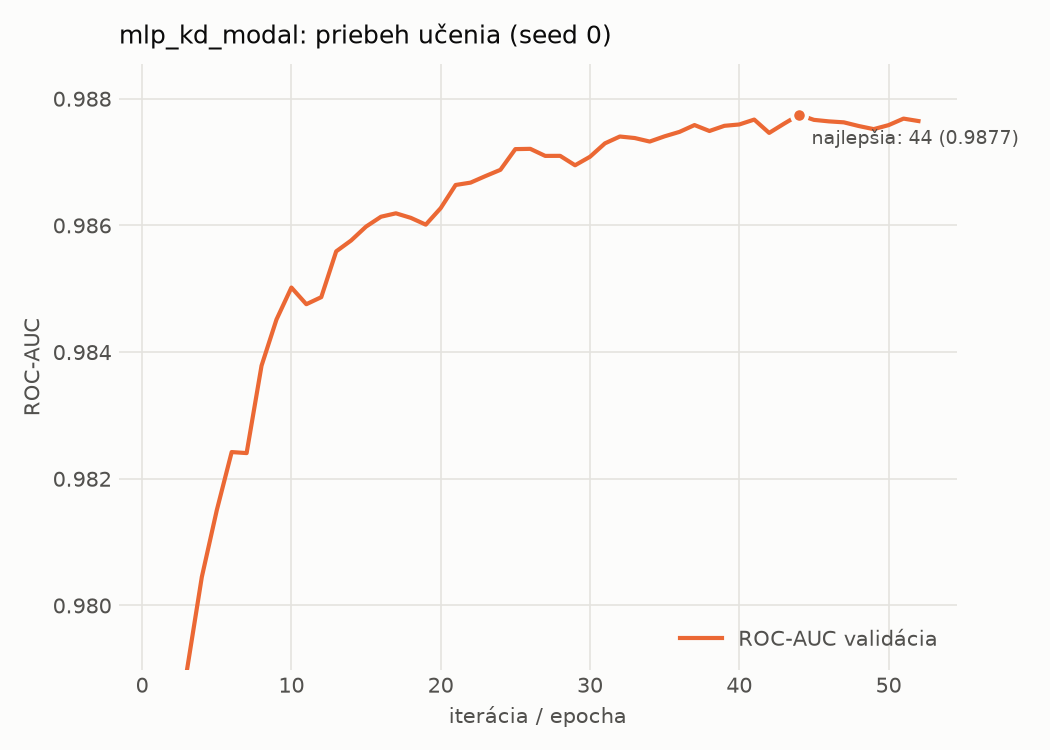 mlp_kd_modal: priebeh učenia (seed 0)
ROC-AUC
0.988
0.986
0.984
0.982
0.980
najlepšia: 44 (0.9877)
ROC-AUC validácia
0 10 20 30 40 50
iterácia / epocha